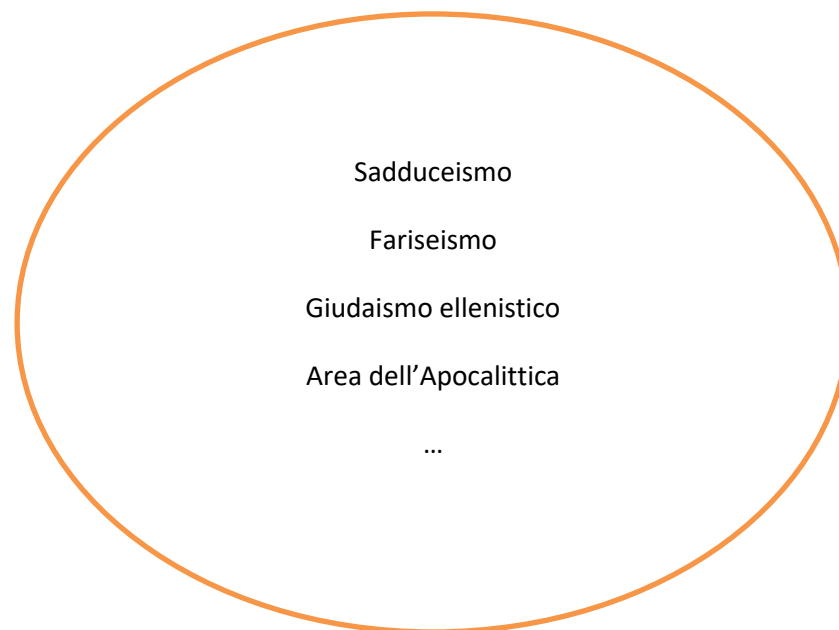 Sadduceismo
Fariseismo
Giudaismo ellenistico
Area dell’Apocalittica
…